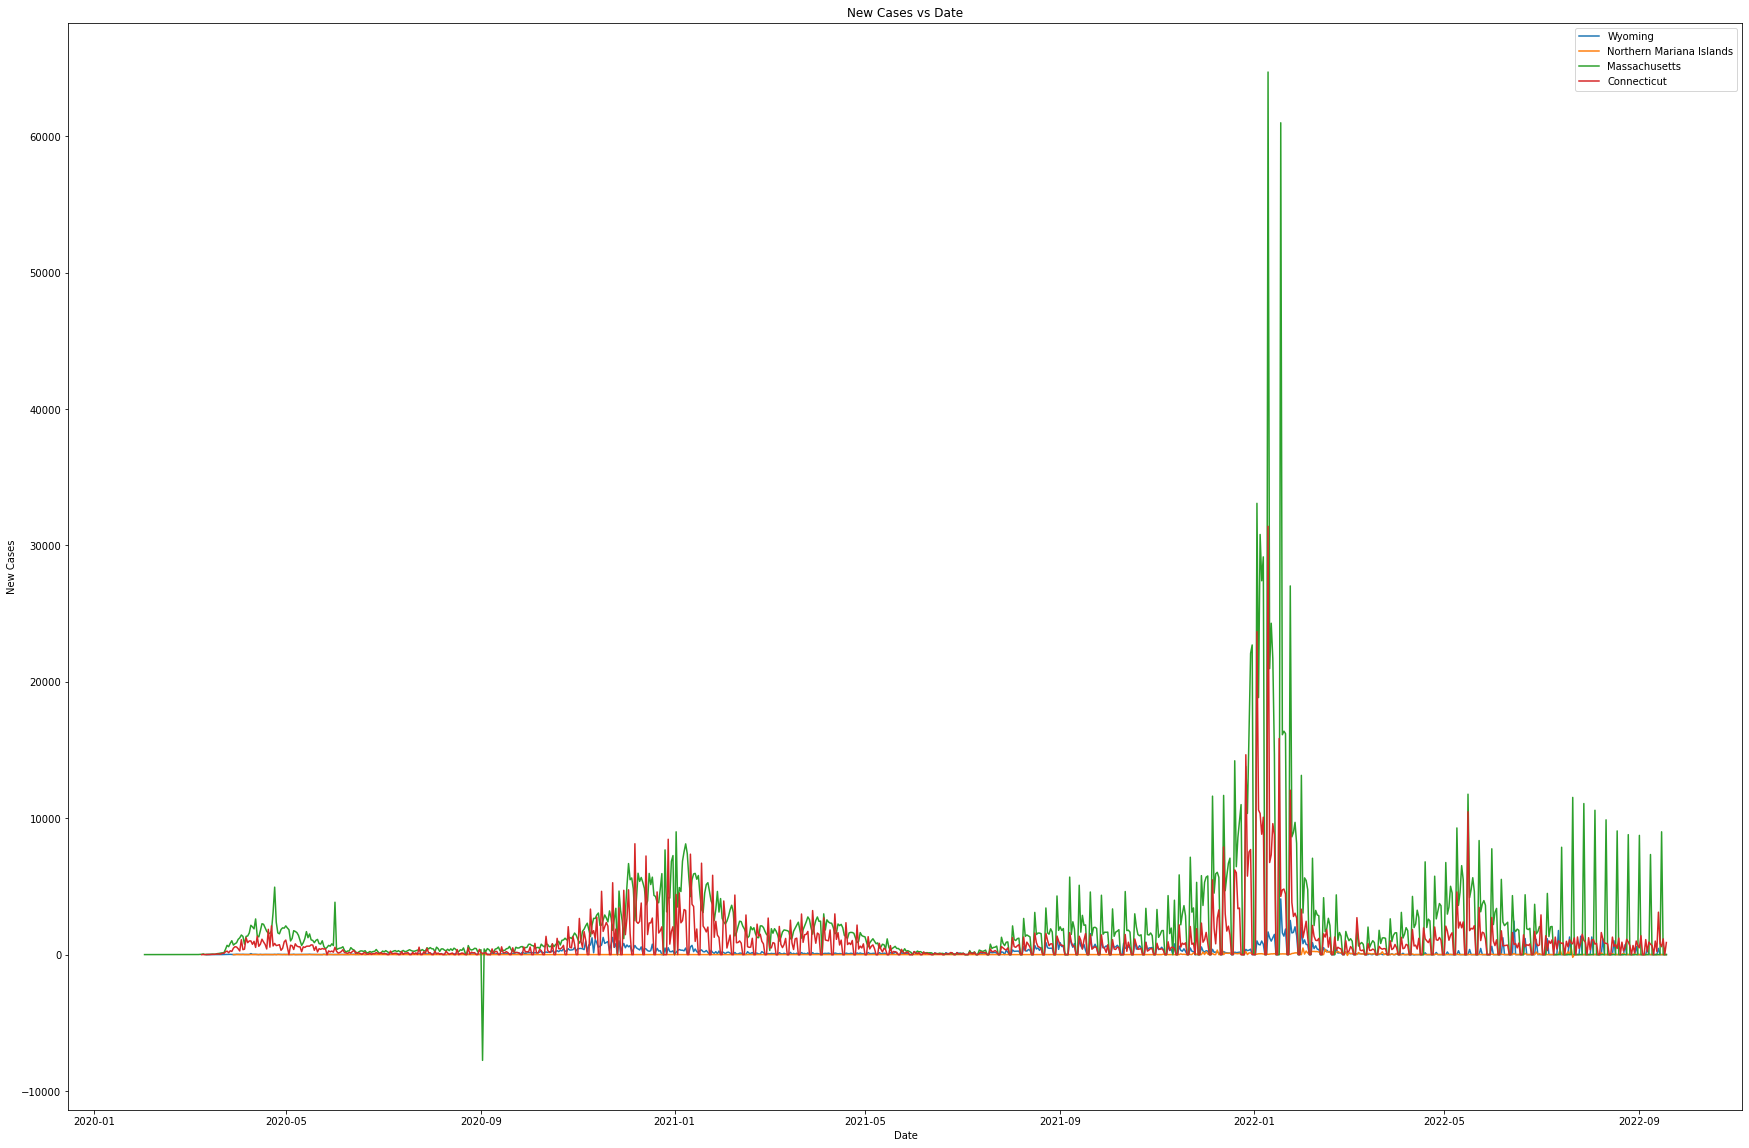 New Cases vs Date
Wyoming
Northern Mariana Islands
Massachusetts
Connecticut
60000
50000
40000
30000
20000
10000
0
−10000
New Cases
2020-01 2020-05 2020-09 2021-01 2021-05 2021-09 2022-01 2022-05 2022-09
Date